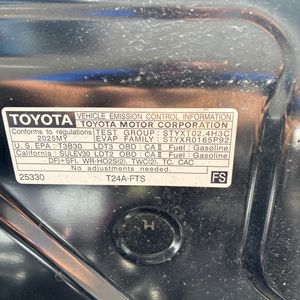 TOYOTA VEHICLE EMISSION CONTROL INFORMATION
TOYOTA MOTOR CORPORATION
Conforms to regulations TEST GROUP: STYXT02.4H3C
2025MY EVAP FAMILY: STYXR0165P92
U.S. EPA: T3B30 LDT3 OBD: CA II Fuel: Gasoline
California: SULEV30 LDT2 OBD: CA II Fuel: Gasoline
DFI+SFI, WR-HO2S(2), TWC(2), TC, CAC
No adjustments needed.
25330 T24A-FTS FS
H